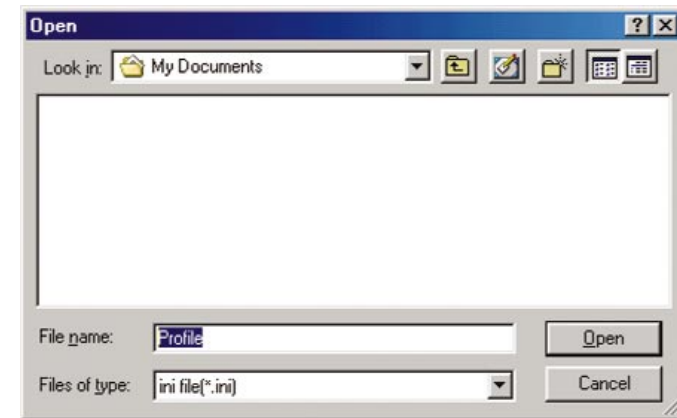 Open
Look in: My Documents
File name: Profile Open
Files of type: ini file(*.ini) Cancel